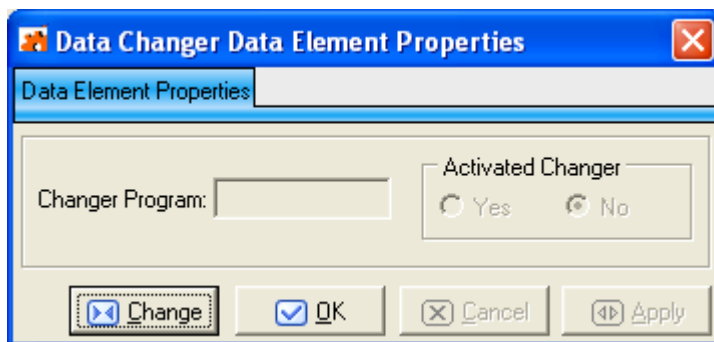 Data Changer Data Element Properties
Data Element Properties
Activated Changer
Changer Program:
Yes No
Change OK Cancel Apply